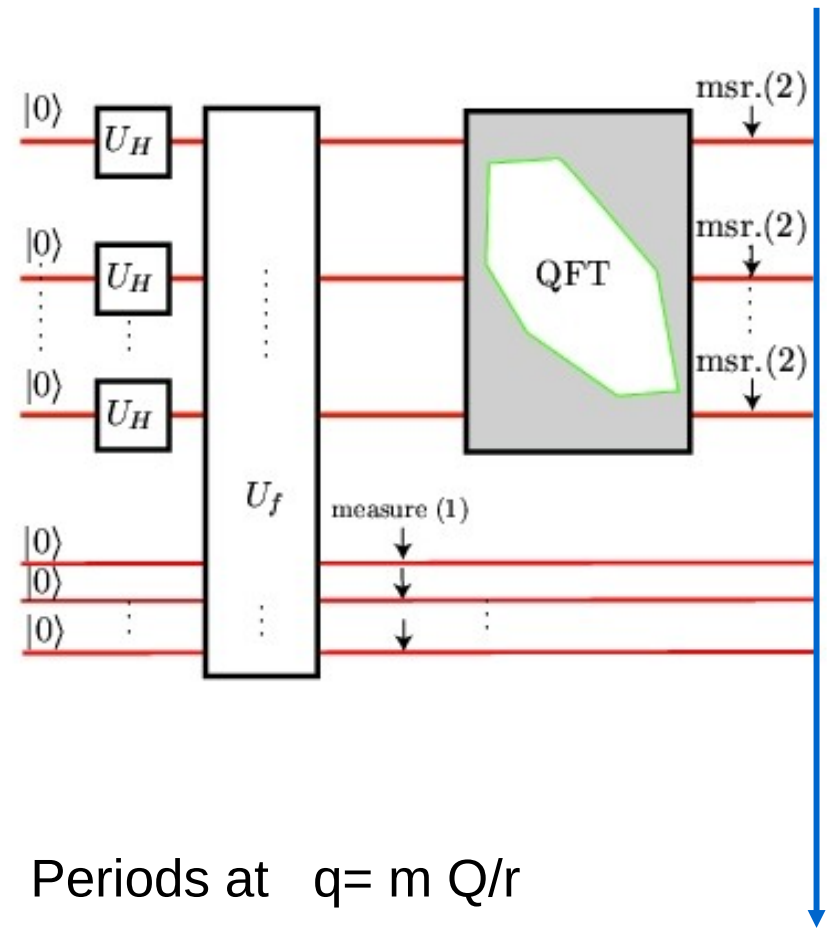 msr.(2)
|0⟩
U_H
|0⟩
msr.(2)
U_H
QFT
msr.(2)
|0⟩
U_H
U_f
measure (1)
|0⟩
|0⟩
|0⟩
Periods at q= m Q/r